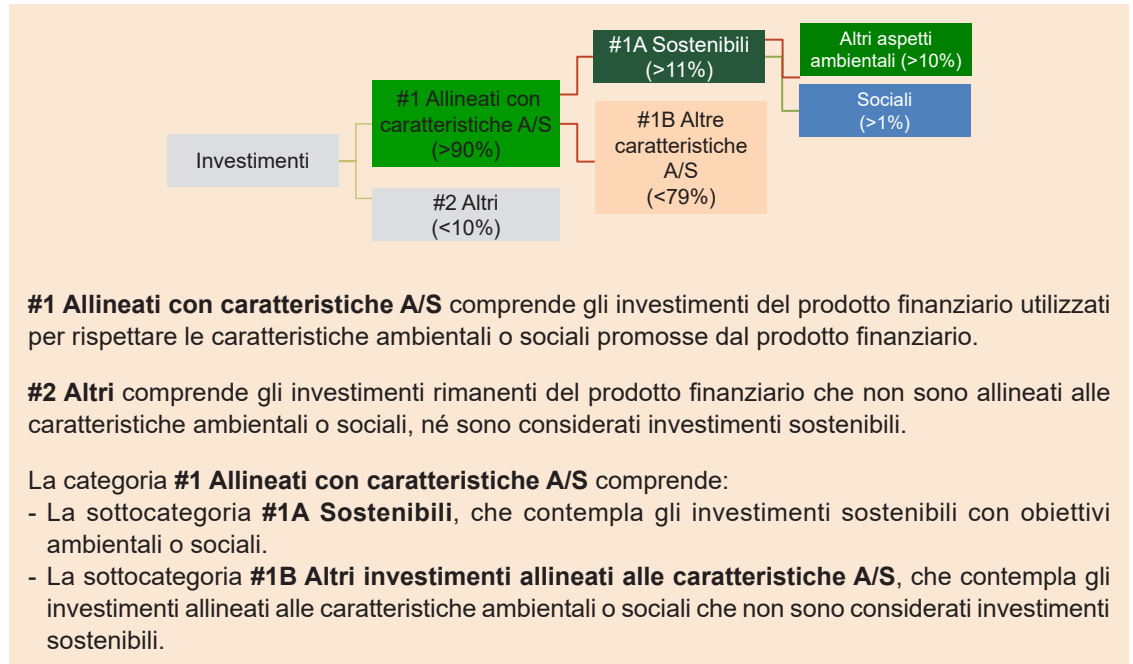 Investimenti
#1 Allineati con
caratteristiche A/S
(>90%)
#2 Altri
(<10%)
#1A Sostenibili
(>11%)
#1B Altre
caratteristiche
A/S
(<79%)
Altri aspetti
ambientali (>10%)
Sociali
(>1%)
#1 Allineati con caratteristiche A/S comprende gli investimenti del prodotto finanziario utilizzati
per rispettare le caratteristiche ambientali o sociali promosse dal prodotto finanziario.
#2 Altri comprende gli investimenti rimanenti del prodotto finanziario che non sono allineati alle
caratteristiche ambientali o sociali, né sono considerati investimenti sostenibili.
La categoria #1 Allineati con caratteristiche A/S comprende:
- La sottocategoria #1A Sostenibili, che contempla gli investimenti sostenibili con obiettivi
ambientali o sociali.
- La sottocategoria #1B Altri investimenti allineati alle caratteristiche A/S, che contempla gli
investimenti allineati alle caratteristiche ambientali o sociali che non sono considerati investimenti
sostenibili.